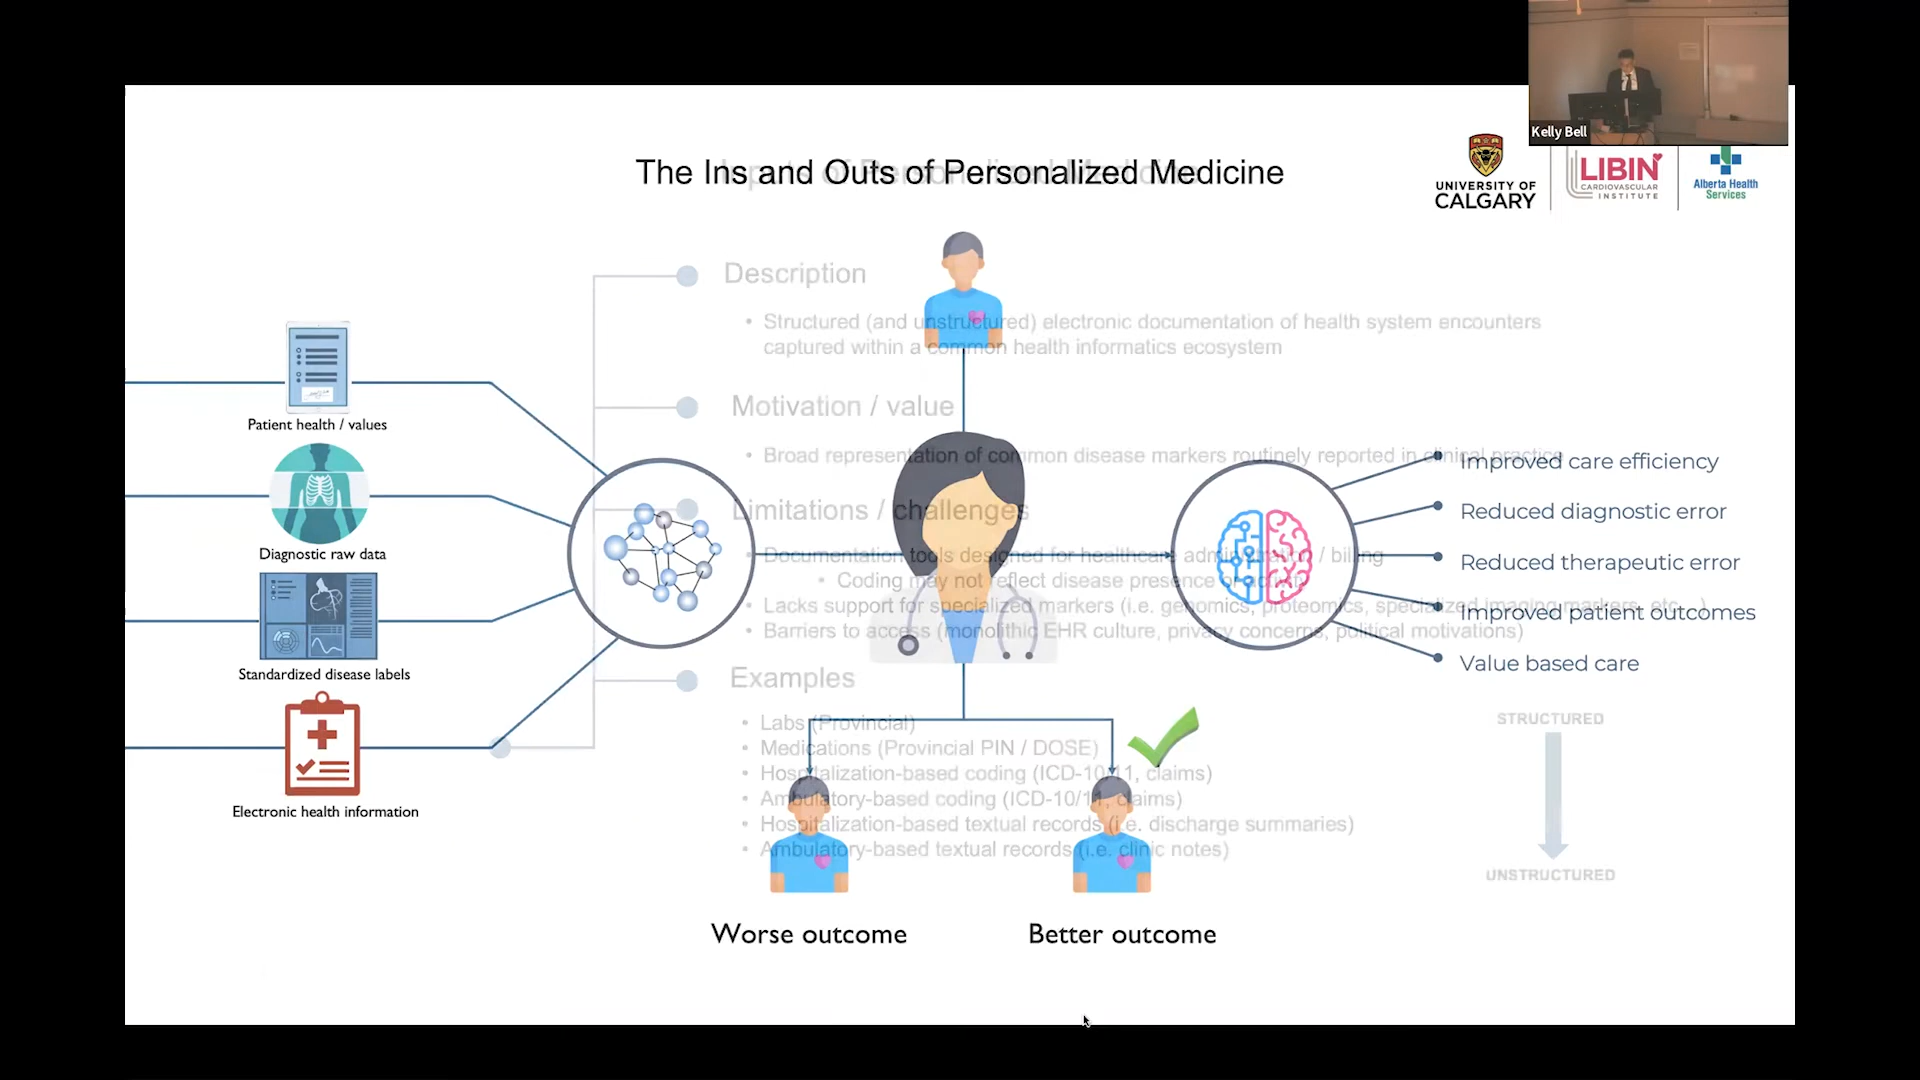 Kelly Bell
The Ins and Outs of Personalized Medicine
Inputs of Personalized Medicine
UNIVERSITY OF
CALGARY
LIBIN
CARDIOVASCULAR
INSTITUTE
Alberta Health
Services
Description
• Structured (and unstructured) electronic documentation of health system encounters
captured within a common health informatics ecosystem
Motivation / value
• Broad representation of common disease markers routinely reported in clinical practice
Limitations / challenges
• Documentation tools designed for healthcare administration / billing
• Coding may not reflect disease presence
• Lacks support for specialized markers (i.e. genomics, proteomics, specialized imaging markers, etc...)
• Barriers to access (monolithic EHR culture, privacy concerns, political motivations)
Examples
• Labs (Provincial)
• Medications (Provincial PIN / DOSE)
• Hospitalization-based coding (ICD-10/11, claims)
• Ambulatory-based coding (ICD-10/11, claims)
• Hospitalization-based textual records (i.e. discharge summaries)
• Ambulatory-based textual records (i.e. clinic notes)
Patient health / values
Diagnostic raw data
Standardized disease labels
Electronic health information
Improved care efficiency
Reduced diagnostic error
Reduced therapeutic error
Improved patient outcomes
Value based care
STRUCTURED
UNSTRUCTURED
Worse outcome
Better outcome